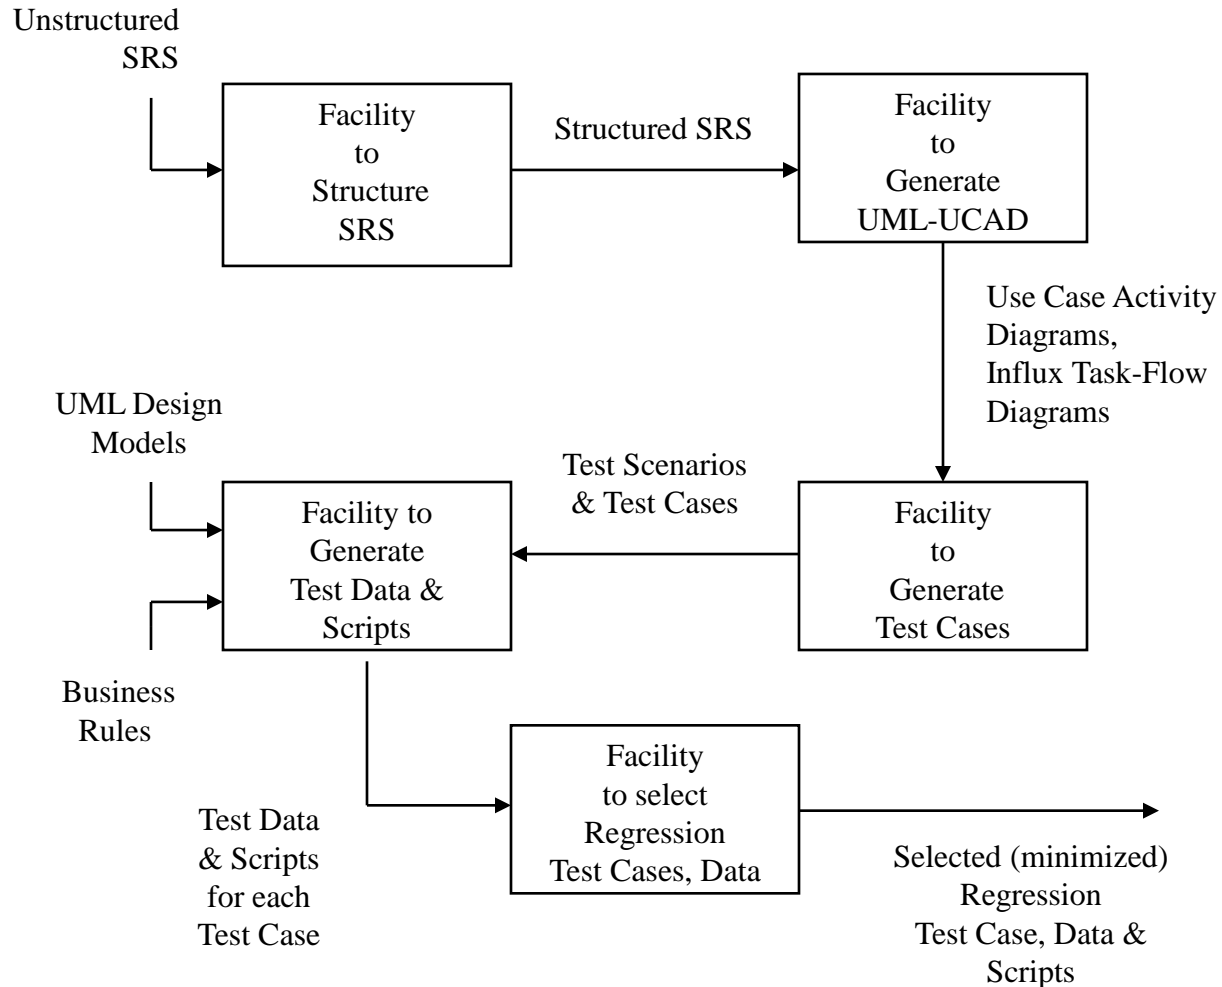 Unstructured
SRS
Facility
to
Structure
SRS
Structured SRS
Facility
to
Generate
UML-UCAD
Use Case Activity
Diagrams,
Influx Task-Flow
Diagrams
UML Design
Models
Facility to
Generate
Test Data &
Scripts
Test Scenarios
& Test Cases
Facility
to
Generate
Test Cases
Business
Rules
Test Data
& Scripts
for each
Test Case
Facility
to select
Regression
Test Cases, Data
Selected (minimized)
Regression
Test Case, Data &
Scripts